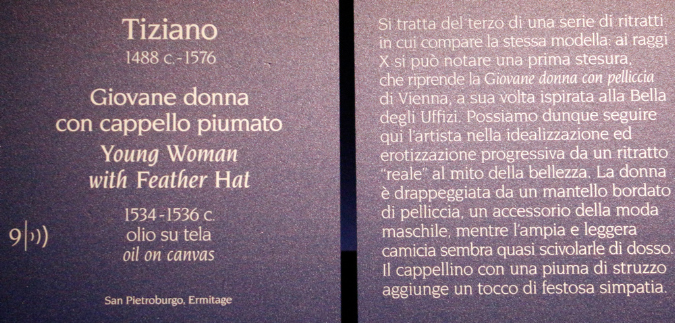 Tiziano
1488 c.-1576
Giovane donna
con cappello piumato
Young Woman
with Feather Hat
1534-1536 c.
9
olio su tela
oil on canvas
San Pietroburgo, Ermitage
Si tratta del terzo di una serie di ritratti
in cui compare la stessa modella: ai raggi
X si può notare una prima stesura,
che riprende la Giovane donna con pelliccia
di Vienna, a sua volta ispirata alla Bella
degli Uffizi. Possiamo dunque seguire
qui l'artista nella idealizzazione ed
erotizzazione progressiva da un ritratto
"reale" al mito della bellezza. La donna
è drappeggiata da un mantello bordato
di pelliccia, un accessorio della moda
maschile, mentre l'ampia e leggera
camicia sembra quasi scivolarle di dosso.
Il cappellino con una piuma di struzzo
aggiunge un tocco di festosa simpatia.